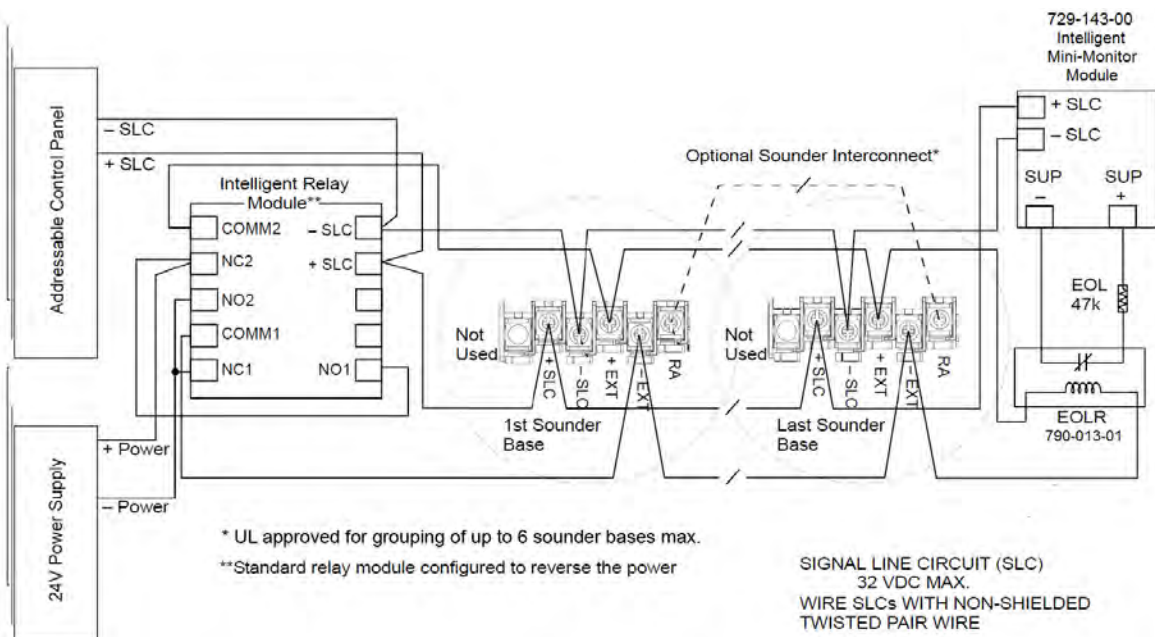 729-143-00
Intelligent
Mini-Monitor
Module
Addressable Control Panel
– SLC
+ SLC
Intelligent Relay
Module**
COMM2
– SLC
NC2
+ SLC
NO2
COMM1
NC1
NO1
Optional Sounder Interconnect*
+ SLC
– SLC
SUP
–
SUP
+
EOL
47k
EOLR
790-013-01
Not
Used
+ SLC
– SLC
+ EXT
– EXT
RA
1st Sounder
Base
Not
Used
+ SLC
– SLC
+ EXT
– EXT
RA
Last Sounder
Base
24V Power Supply
+ Power
– Power
* UL approved for grouping of up to 6 sounder bases max.
**Standard relay module configured to reverse the power
SIGNAL LINE CIRCUIT (SLC)
32 VDC MAX.
WIRE SLCs WITH NON-SHIELDED
TWISTED PAIR WIRE